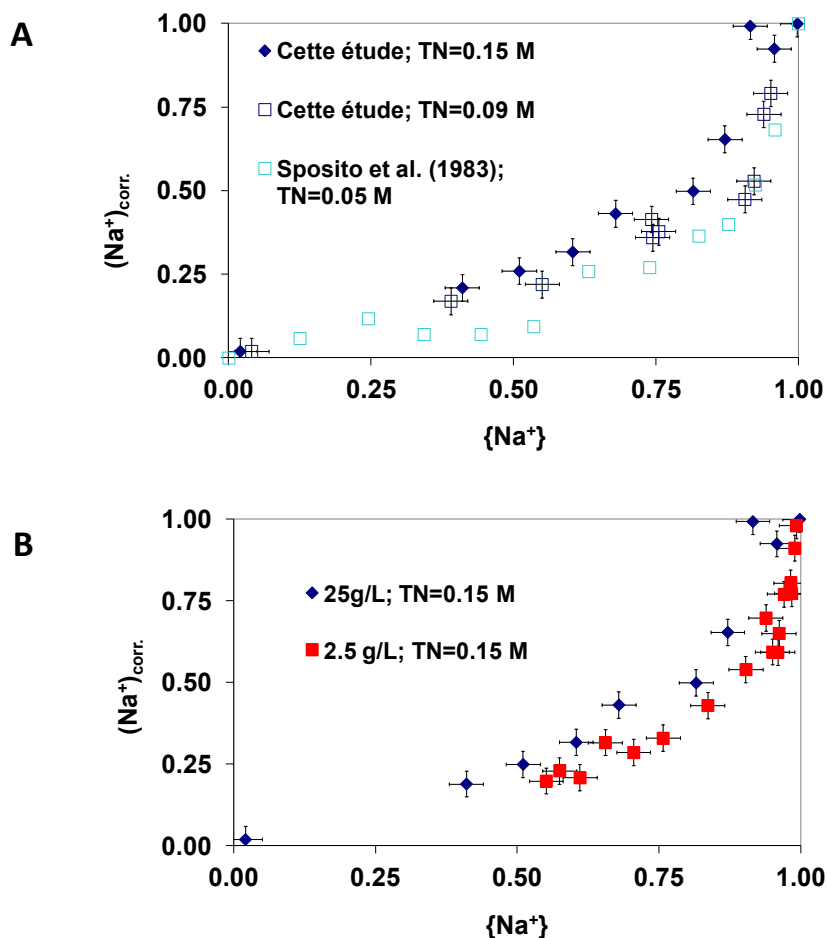 A
1.00
0.75
0.50
0.25
0.00
(Na⁺)corr.
◆ Cette étude; TN=0.15 M
□ Cette étude; TN=0.09 M
□ Sposito et al. (1983);
TN=0.05 M
0.00 0.25 0.50 0.75 1.00
{Na⁺}
B
1.00
0.75
0.50
0.25
0.00
(Na⁺)corr.
◆ 25g/L; TN=0.15 M
■ 2.5 g/L; TN=0.15 M
0.00 0.25 0.50 0.75 1.00
{Na⁺}